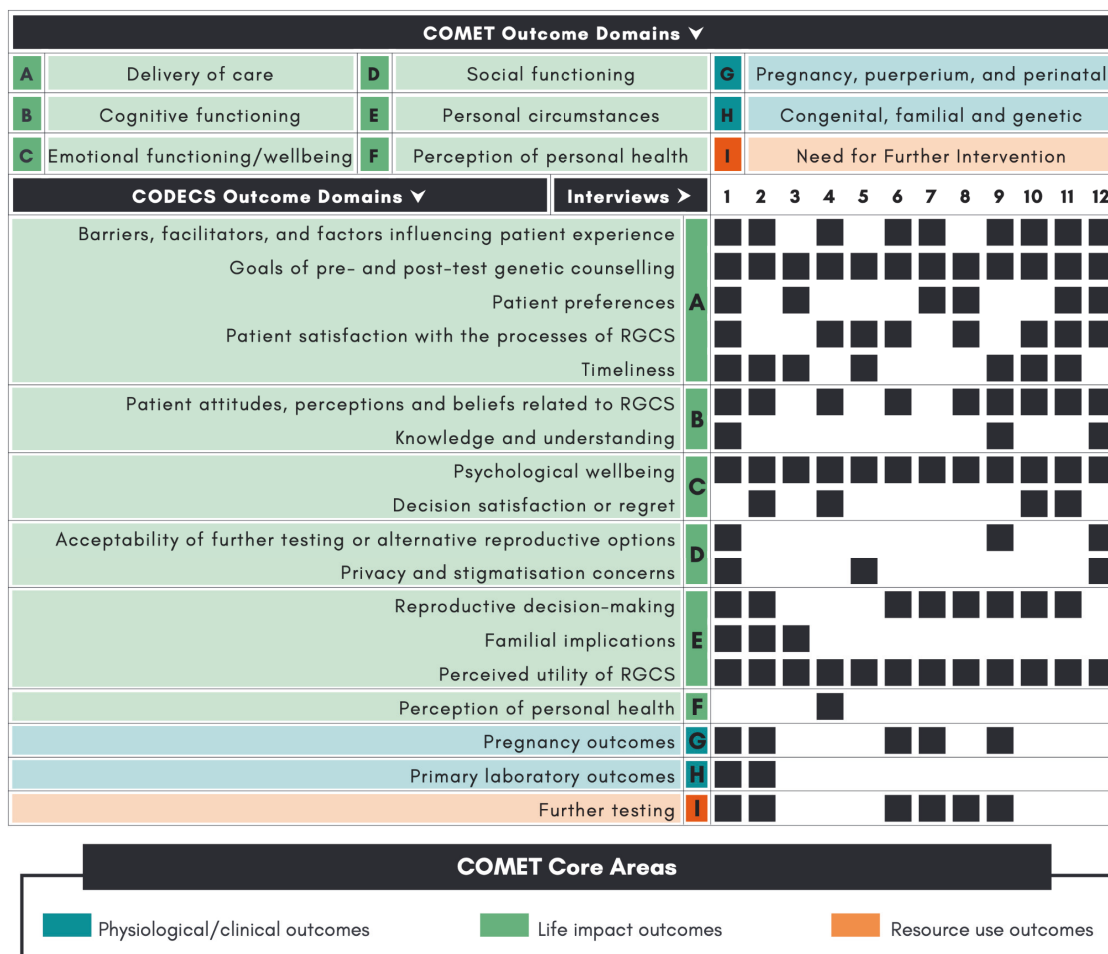 COMET Outcome Domains
A Delivery of care D Social functioning G Pregnancy, puerperium, and perinatal
B Cognitive functioning E Personal circumstances H Congenital, familial and genetic
C Emotional functioning/wellbeing F Perception of personal health I Need for Further Intervention
CODECS Outcome Domains Interviews 1 2 3 4 5 6 7 8 9 10 11 12
Barriers, facilitators, and factors influencing patient experience
Goals of pre- and post-test genetic counselling
Patient preferences A
Patient satisfaction with the processes of RGCS
Timeliness
Patient attitudes, perceptions and beliefs related to RGCS
B
Knowledge and understanding
Psychological wellbeing
C
Decision satisfaction or regret
Acceptability of further testing or alternative reproductive options
D
Privacy and stigmatisation concerns
Reproductive decision-making
Familial implications E
Perceived utility of RGCS
Perception of personal health F
Pregnancy outcomes G
Primary laboratory outcomes H
Further testing I
COMET Core Areas
Physiological/clinical outcomes Life impact outcomes Resource use outcomes